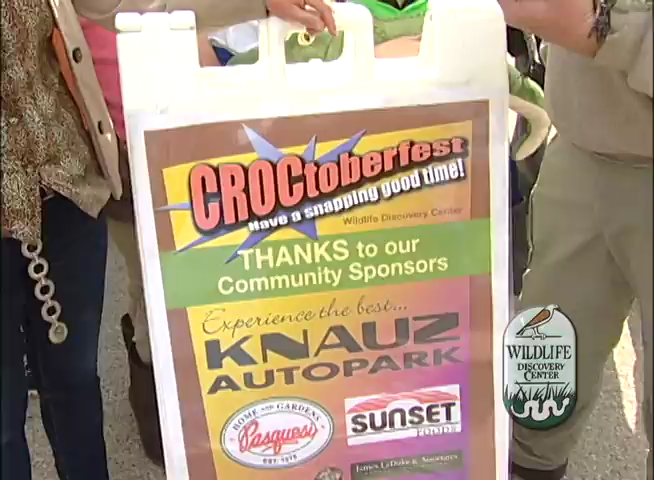 CROCtoberfest
Have a snapping good time!
Wildlife Discovery Center
THANKS to our
Community Sponsors
Experience the best...
KNAUZ
AUTOPARK
HOME AND GARDENS
Pasquesi
EST. 1975
SUNSET
FOODS
WILDLIFE
DISCOVERY
CENTER